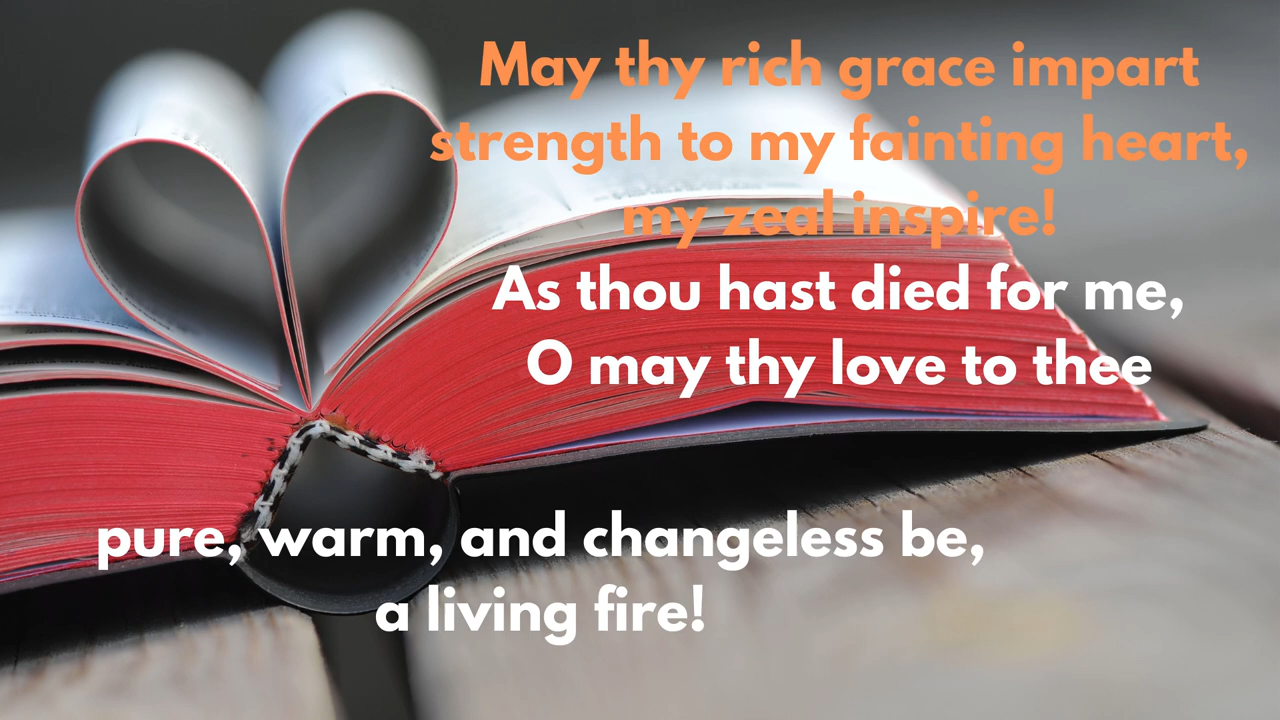 May thy rich grace impart
strength to my fainting heart,
my zeal inspire!
As thou hast died for me,
O may thy love to thee
pure, warm, and changeless be,
a living fire!